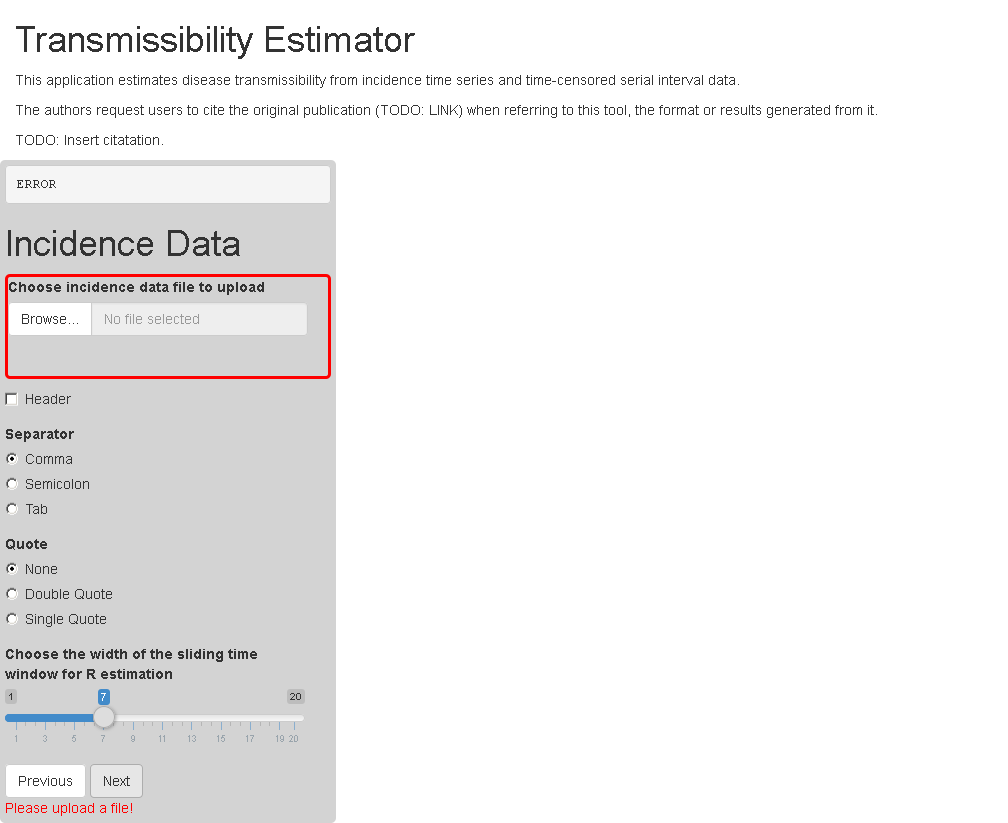 Transmissibility Estimator
This application estimates disease transmissibility from incidence time series and time-censored serial interval data.
The authors request users to cite the original publication (TODO: LINK) when referring to this tool, the format or results generated from it.
TODO: Insert citatation.
ERROR
Incidence Data
Choose incidence data file to upload
Browse... No file selected
Header
Separator
Comma
Semicolon
Tab
Quote
None
Double Quote
Single Quote
Choose the width of the sliding time
window for R estimation
1 7 20
1 3 5 7 9 11 13 15 17 19 20
Previous Next
Please upload a file!